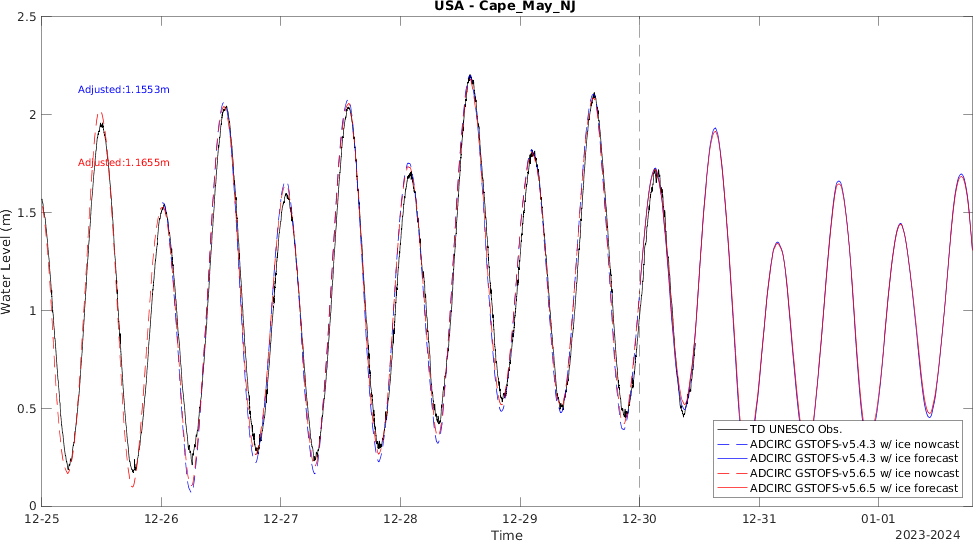 USA - Cape_May_NJ
2.5
2
1.5
1
0.5
0
Water Level (m)
Adjusted:1.1553m
Adjusted:1.1655m
TD UNESCO Obs.
ADCIRC GSTOFS-v5.4.3 w/ ice nowcast
ADCIRC GSTOFS-v5.4.3 w/ ice forecast
ADCIRC GSTOFS-v5.6.5 w/ ice nowcast
ADCIRC GSTOFS-v5.6.5 w/ ice forecast
12-25 12-26 12-27 12-28 12-29 12-30 12-31 01-01
Time
2023-2024